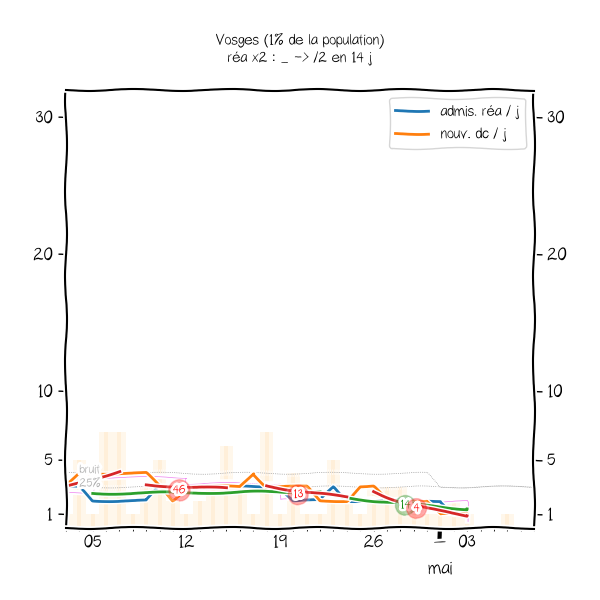 Vosges (1% de la population)
réa x2 : _ -> /2 en 14 j
admis. réa / j
nouv. dc / j
30 30
20 20
10 10
5 5
1 1
bruit
25%
46
13
14
4
05 12 19 26 03
mai